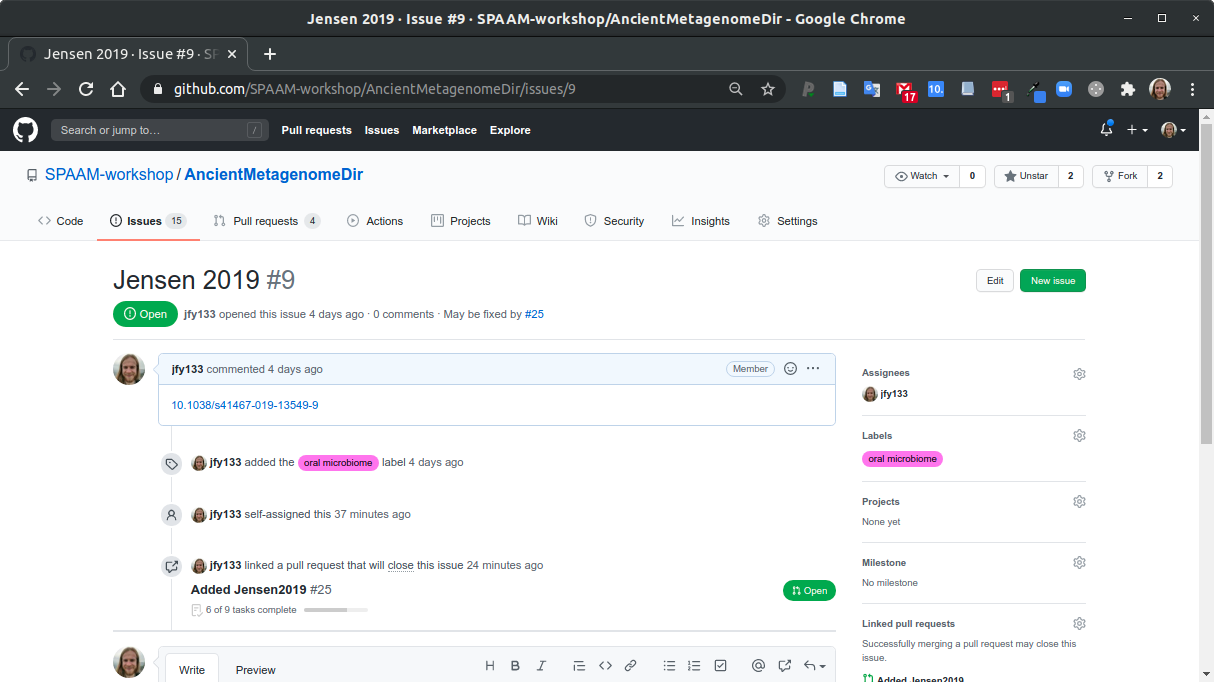 Jensen 2019 · Issue #9 · SPAAM-workshop/AncientMetagenomeDir - Google Chrome
Jensen 2019 · Issue #9 · SP
github.com/SPAAM-workshop/AncientMetagenomeDir/issues/9
17
10.
1
Search or jump to…
/
Pull requests
Issues
Marketplace
Explore
SPAAM-workshop / AncientMetagenomeDir
Watch 0
Unstar 2
Fork 2
Code
Issues 15
Pull requests 4
Actions
Projects
Wiki
Security
Insights
Settings
Jensen 2019 #9
Edit
New issue
Open
jfy133 opened this issue 4 days ago · 0 comments · May be fixed by #25
jfy133 commented 4 days ago
Member
10.1038/s41467-019-13549-9
jfy133 added the oral microbiome label 4 days ago
jfy133 self-assigned this 37 minutes ago
jfy133 linked a pull request that will close this issue 24 minutes ago
Added Jensen2019 #25
Open
6 of 9 tasks complete
Write
Preview
Assignees
jfy133
Labels
oral microbiome
Projects
None yet
Milestone
No milestone
Linked pull requests
Successfully merging a pull request may close this
issue.
Added Jensen2019